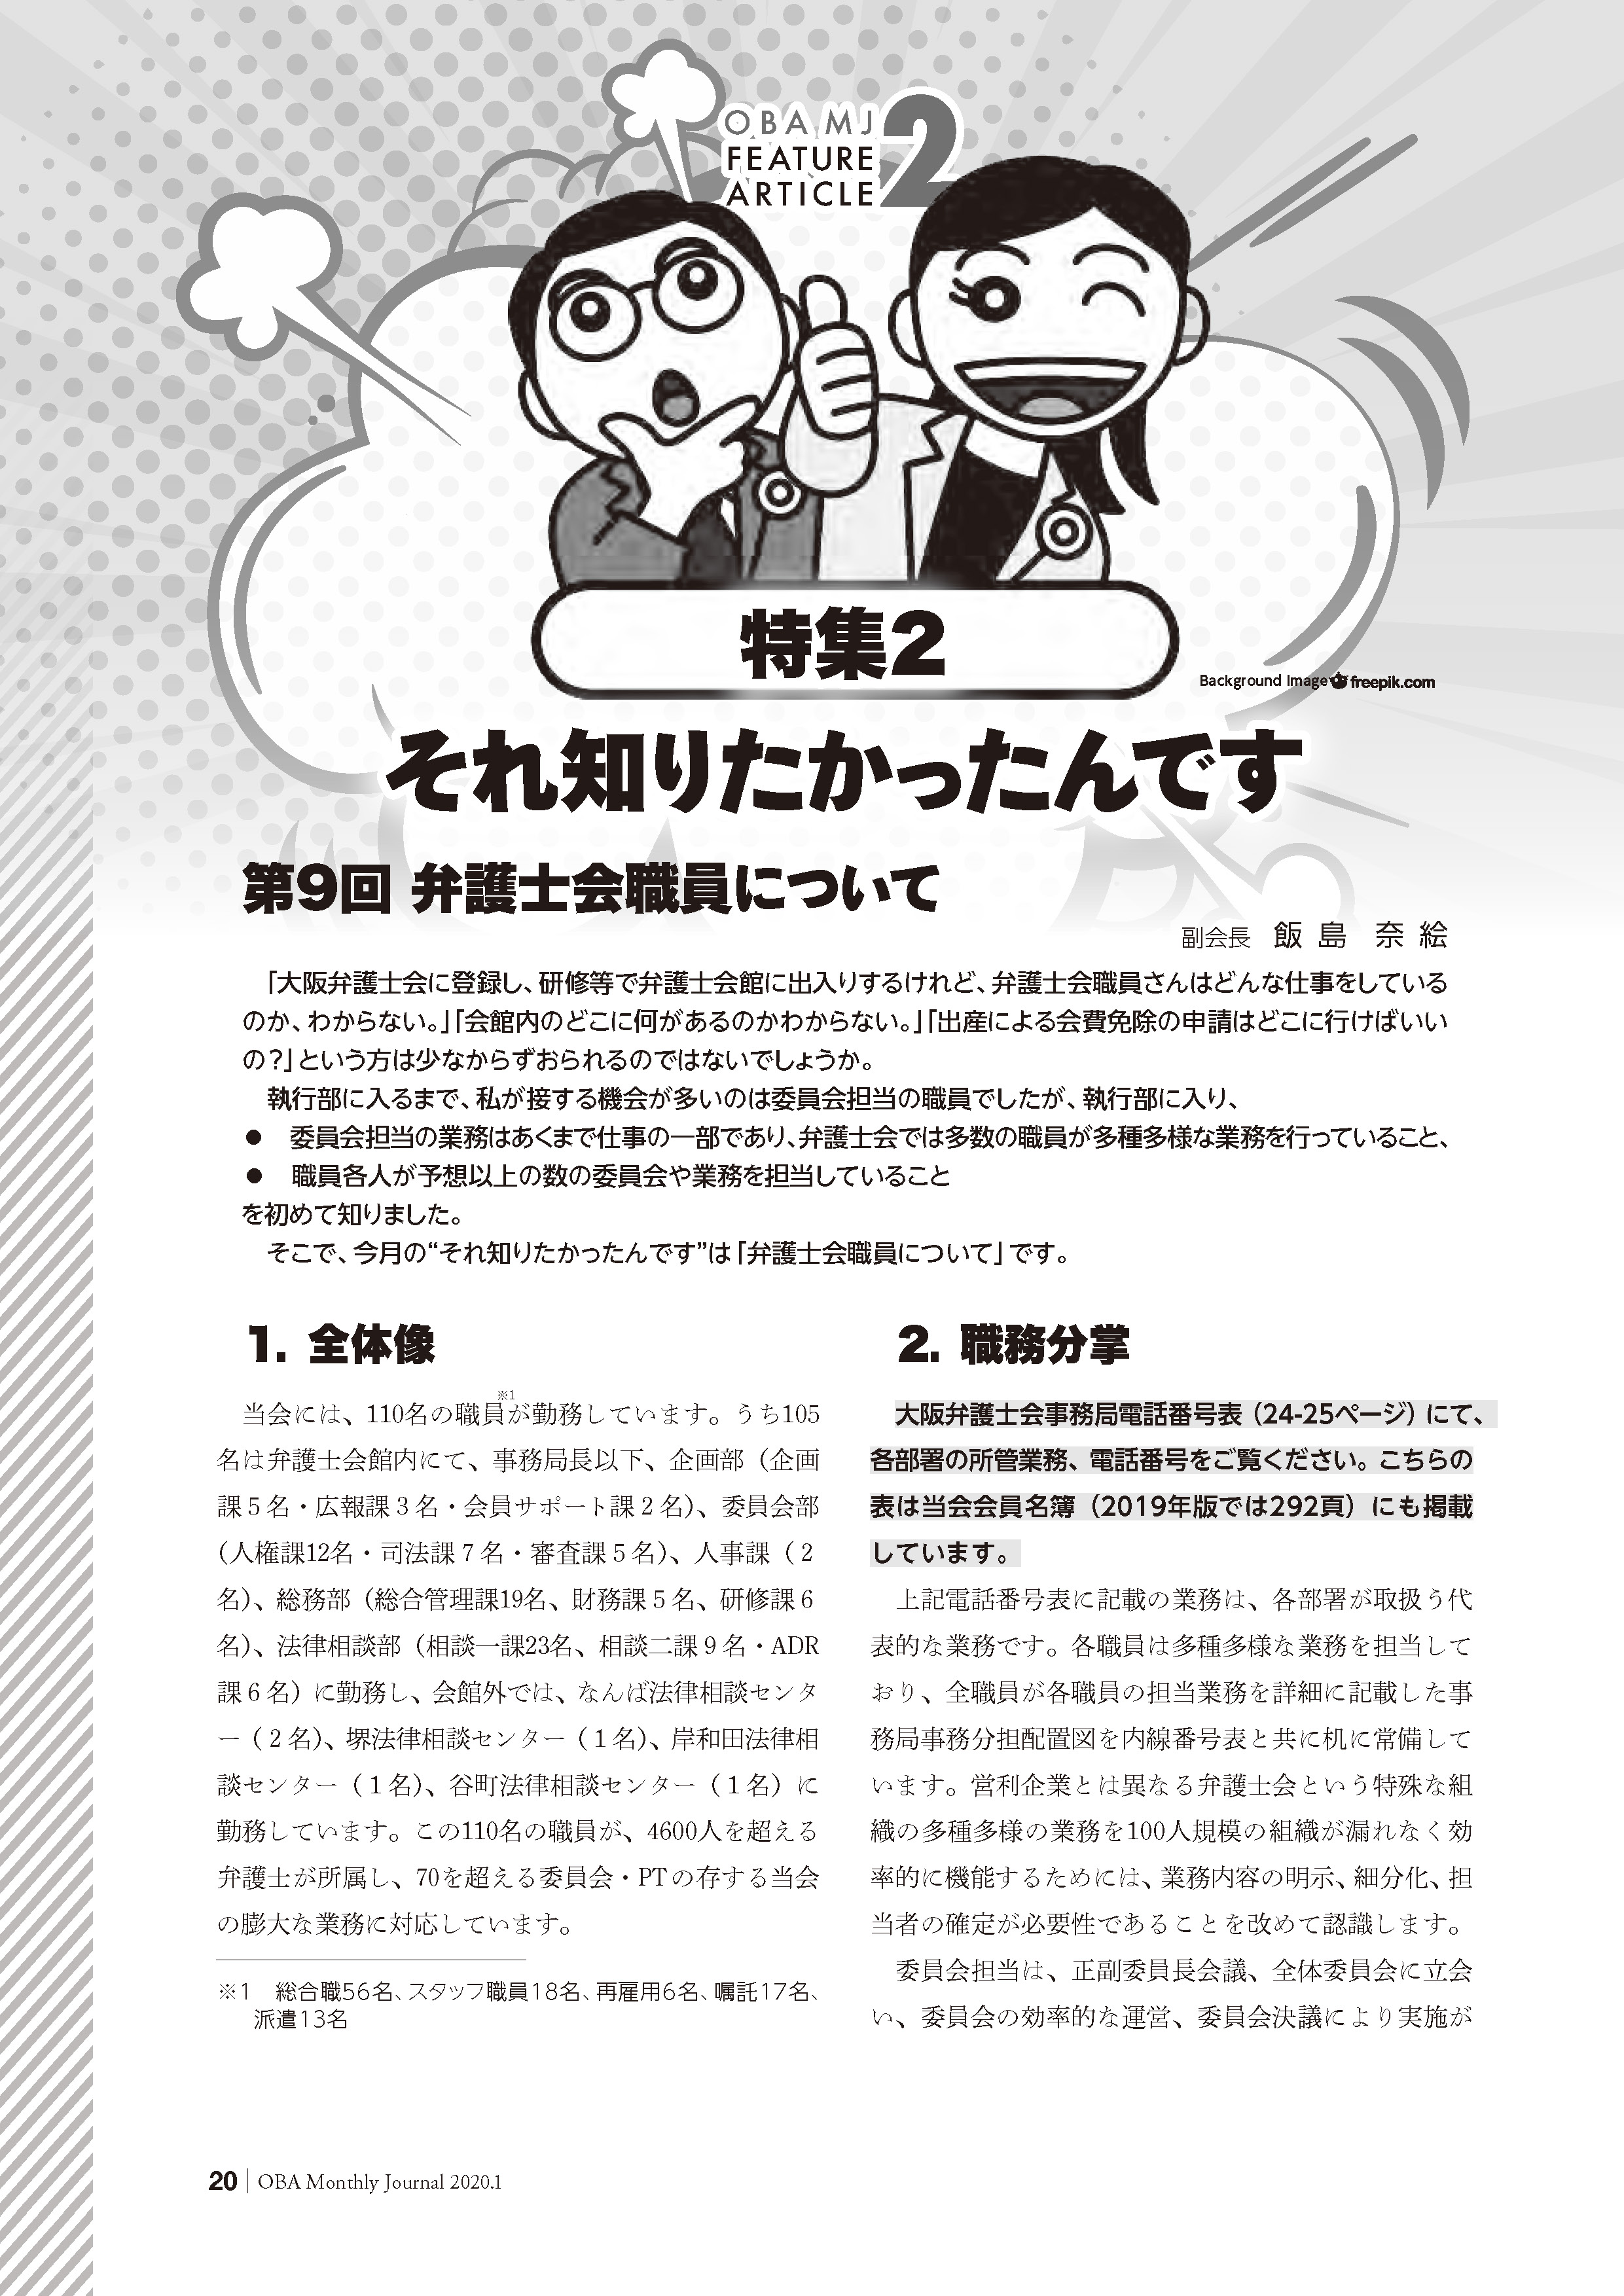 OBA MJ
FEATURE
ARTICLE
2
特集2
Background Image freepik.com
それ知りたかったんです
第9回 弁護士会職員について
副会長 飯島 奈絵
「大阪弁護士会に登録し、研修等で弁護士会館に出入りするけれど、弁護士会職員さんはどんな仕事をしている
のか、わからない。」「会館内のどこに何があるのかわからない。」「出産による会費免除の申請はどこに行けばいい
の?」という方は少なからずおられるのではないでしょうか。
執行部に入るまで、私が接する機会が多いのは委員会担当の職員でしたが、執行部に入り、
● 委員会担当の業務はあくまで仕事の一部であり、弁護士会では多数の職員が多種多様な業務を行っていること、
● 職員各人が予想以上の数の委員会や業務を担当していること
を初めて知りました。
そこで、今月の“それ知りたかったんです”は「弁護士会職員について」です。
1. 全体像
当会には、110名の職員※1が勤務しています。うち105
名は弁護士会館内にて、事務局長以下、企画部(企画
課5名・広報課3名・会員サポート課2名)、委員会部
(人権課12名・司法課7名・審査課5名)、人事課(2
名)、総務部(総合管理課19名、財務課5名、研修課6
名)、法律相談部(相談一課23名、相談二課9名・ADR
課6名)に勤務し、会館外では、なんば法律相談センタ
ー(2名)、堺法律相談センター(1名)、岸和田法律相
談センター(1名)、谷町法律相談センター(1名)に
勤務しています。この110名の職員が、4600人を超える
弁護士が所属し、70を超える委員会・PTの存する当会
の膨大な業務に対応しています。
※1 総合職56名、スタッフ職員18名、再雇用6名、嘱託17名、
派遣13名
2. 職務分掌
大阪弁護士会事務局電話番号表(24-25ページ)にて、
各部署の所管業務、電話番号をご覧ください。こちらの
表は当会会員名簿(2019年版では292頁)にも掲載
しています。
上記電話番号表に記載の業務は、各部署が取扱う代
表的な業務です。各職員は多種多様な業務を担当して
おり、全職員が各職員の担当業務を詳細に記載した事
務局事務分担配置図を内線番号表と共に机に常備して
います。営利企業とは異なる弁護士会という特殊な組
織の多種多様の業務を100人規模の組織が漏れなく効
率的に機能するためには、業務内容の明示、細分化、担
当者の確定が必要性であることを改めて認識します。
委員会担当は、正副委員長会議、全体委員会に立会
い、委員会の効率的な運営、委員会決議により実施が
20 OBA Monthly Journal 2020.1